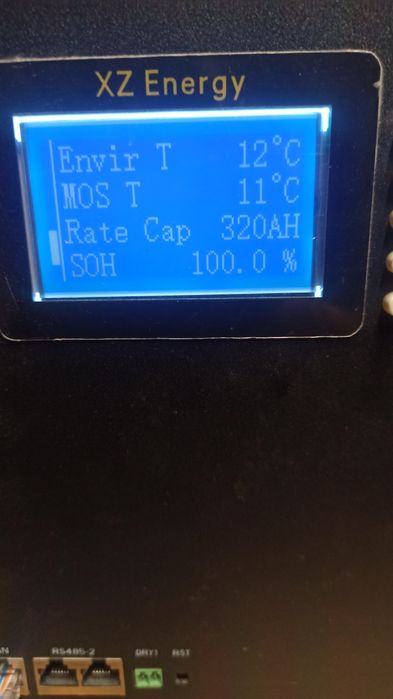 XZ Energy
Envir T 12°C
MOS T 11°C
Rate Cap 320AH
SOH 100.0 %
RS485-2 DRY1 RST